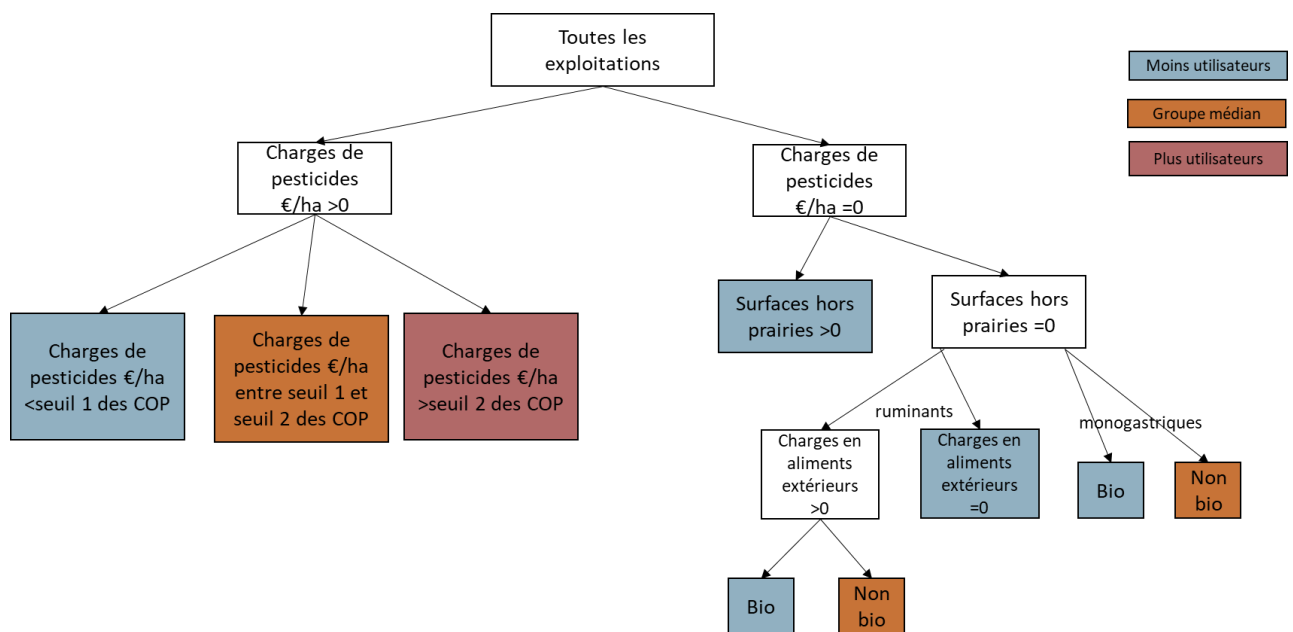 Toutes les
exploitations
Moins utilisateurs
Groupe médian
Plus utilisateurs
Charges de
pesticides
€/ha >0
Charges de
pesticides
€/ha =0
Surfaces hors
prairies >0
Surfaces hors
prairies =0
Charges de
pesticides €/ha
<seuil 1 des COP
Charges de
pesticides €/ha
entre seuil 1 et
seuil 2 des COP
Charges de
pesticides €/ha
>seuil 2 des COP
ruminants
monogastriques
Charges en
aliments
extérieurs
>0
Charges en
aliments
extérieurs
=0
Bio
Non
bio
Bio
Non
bio